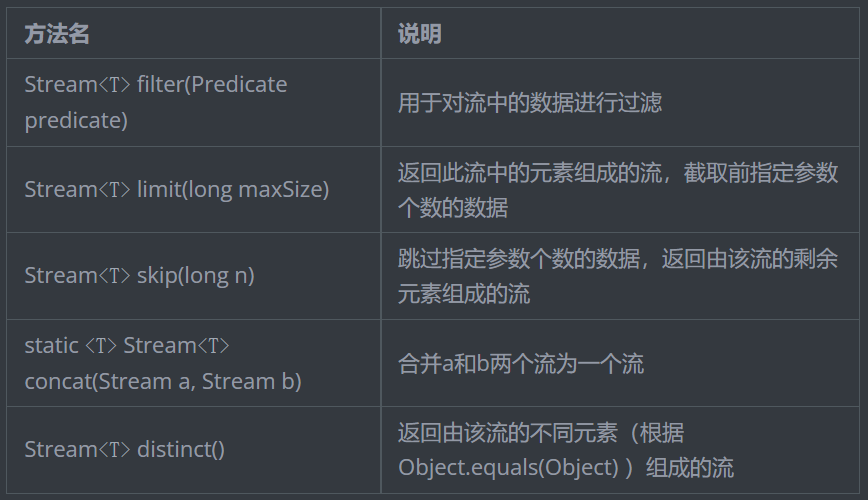 方法名
说明
Stream<T> filter(Predicate
predicate)
用于对流中的数据进行过滤
Stream<T> limit(long maxSize)
返回此流中的元素组成的流，截取前指定参数
个数的数据
Stream<T> skip(long n)
跳过指定参数个数的数据，返回由该流的剩余
元素组成的流
static <T> Stream<T>
concat(Stream a, Stream b)
合并a和b两个流为一个流
Stream<T> distinct()
返回由该流的不同元素（根据
Object.equals(Object) ）组成的流